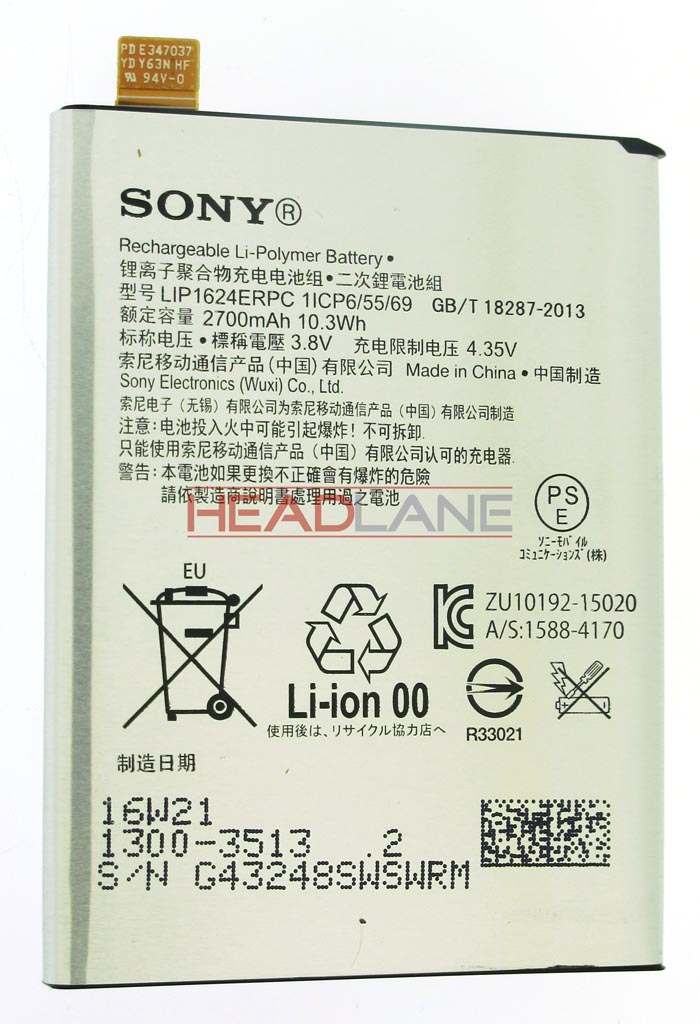 PD E347037
YD Y63N HF
94V-0
SONY®
Rechargeable Li-Polymer Battery •
锂离子聚合物充电电池组 • 二次鋰電池組
型号 LIP1624ERPC 1ICP6/55/69 GB/T 18287-2013
额定容量 2700mAh 10.3Wh
标称电压 • 標稱電壓 3.8V 充电限制电压 4.35V
索尼移动通信产品(中国)有限公司 Made in China • 中国制造
Sony Electronics (Wuxi) Co., Ltd.
索尼电子（无锡）有限公司为索尼移动通信产品（中国）有限公司制造
注意: 电池投入火中可能引起爆炸! 不可拆卸.
只能使用索尼移动通信产品（中国）有限公司认可的充电器.
警告: 本電池如果更換不正確會有爆炸的危險
請依製造商說明書處理用過之電池
HEADLANE
PS
E
ソニーモバイル
コミュニケーションズ(株)
EU
ZU10192-15020
A/S:1588-4170
Li-ion 00
使用後は、リサイクル協力店へ
R33021
制造日期
16W21
1300-3513 .2
S/N G43248SWSWRM